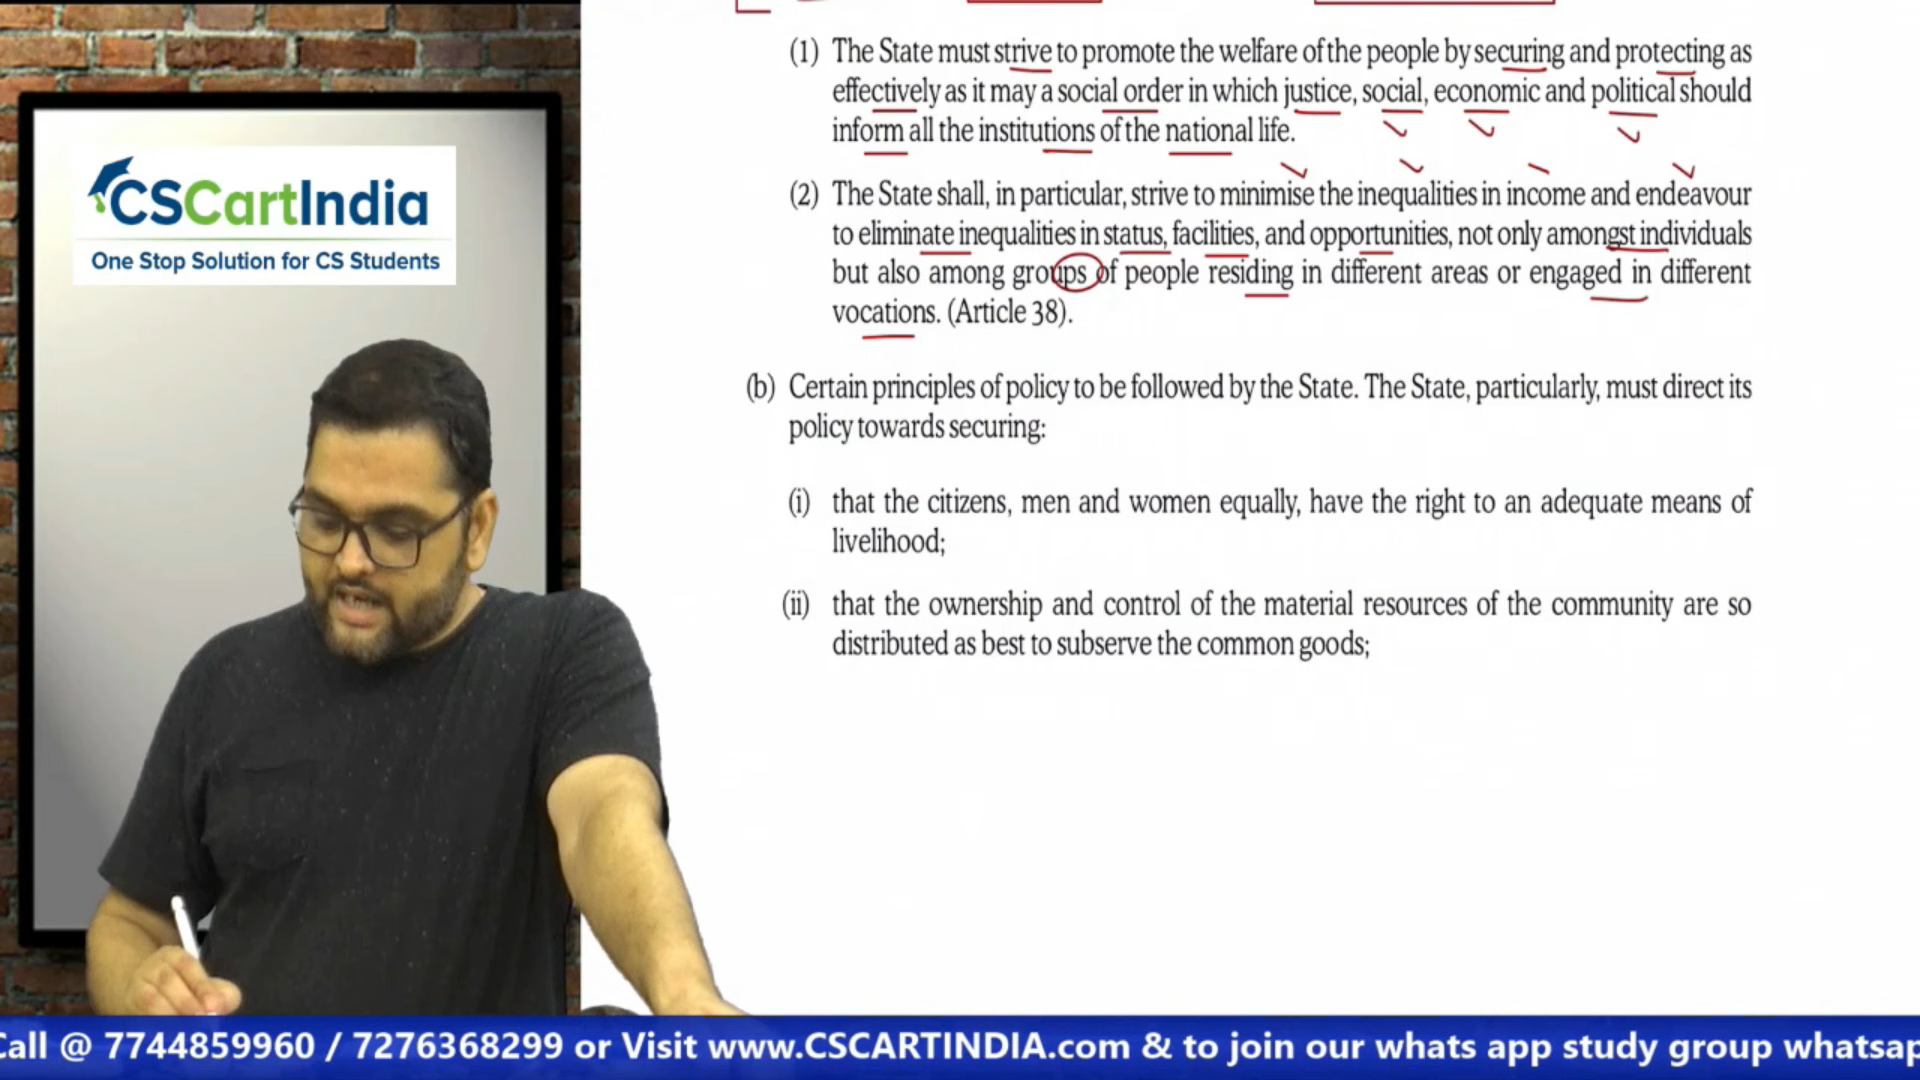 CSCartIndia
One Stop Solution for CS Students
(1) The State must strive to promote the welfare of the people by securing and protecting as
effectively as it may a social order in which justice, social, economic and political should
inform all the institutions of the national life.
(2) The State shall, in particular, strive to minimise the inequalities in income and endeavour
to eliminate inequalities in status, facilities, and opportunities, not only amongst individuals
but also among groups of people residing in different areas or engaged in different
vocations. (Article 38).
(b) Certain principles of policy to be followed by the State. The State, particularly, must direct its
policy towards securing:
(i) that the citizens, men and women equally, have the right to an adequate means of
livelihood;
(ii) that the ownership and control of the material resources of the community are so
distributed as best to subserve the common goods;
Call @ 7744859960 / 7276368299 or Visit www.CSCARTINDIA.com & to join our whats app study group whatsap